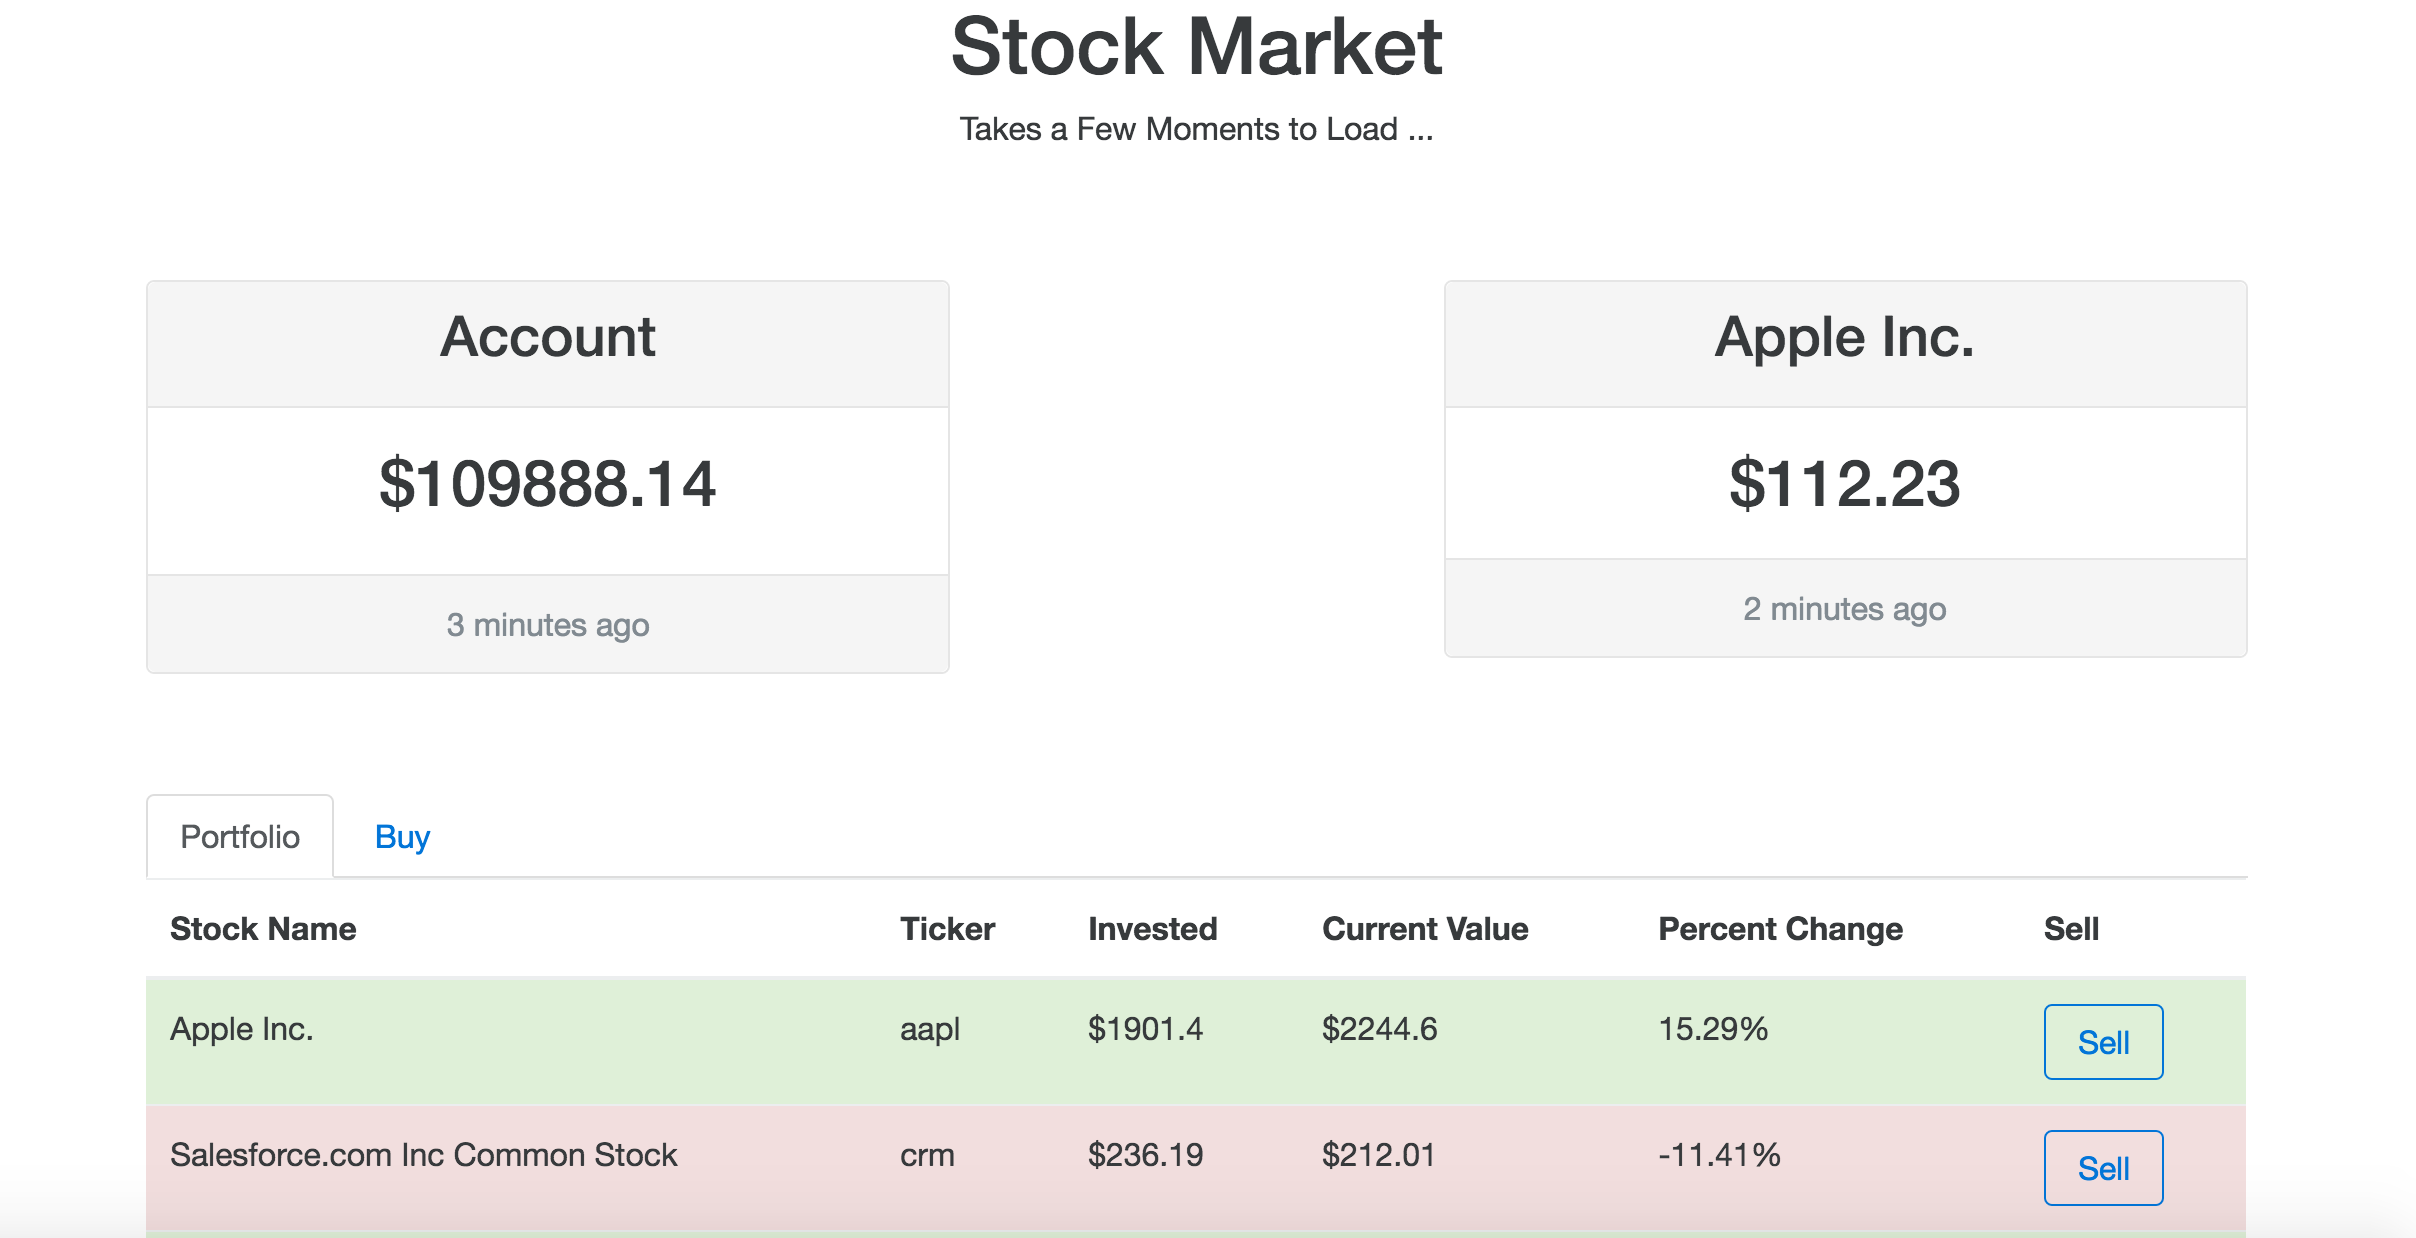 Stock Market
Takes a Few Moments to Load ...
Account
$109888.14
3 minutes ago
Apple Inc.
$112.23
2 minutes ago
Portfolio Buy
Stock Name Ticker Invested Current Value Percent Change Sell
Apple Inc. aapl $1901.4 $2244.6 15.29% Sell
Salesforce.com Inc Common Stock crm $236.19 $212.01 -11.41% Sell